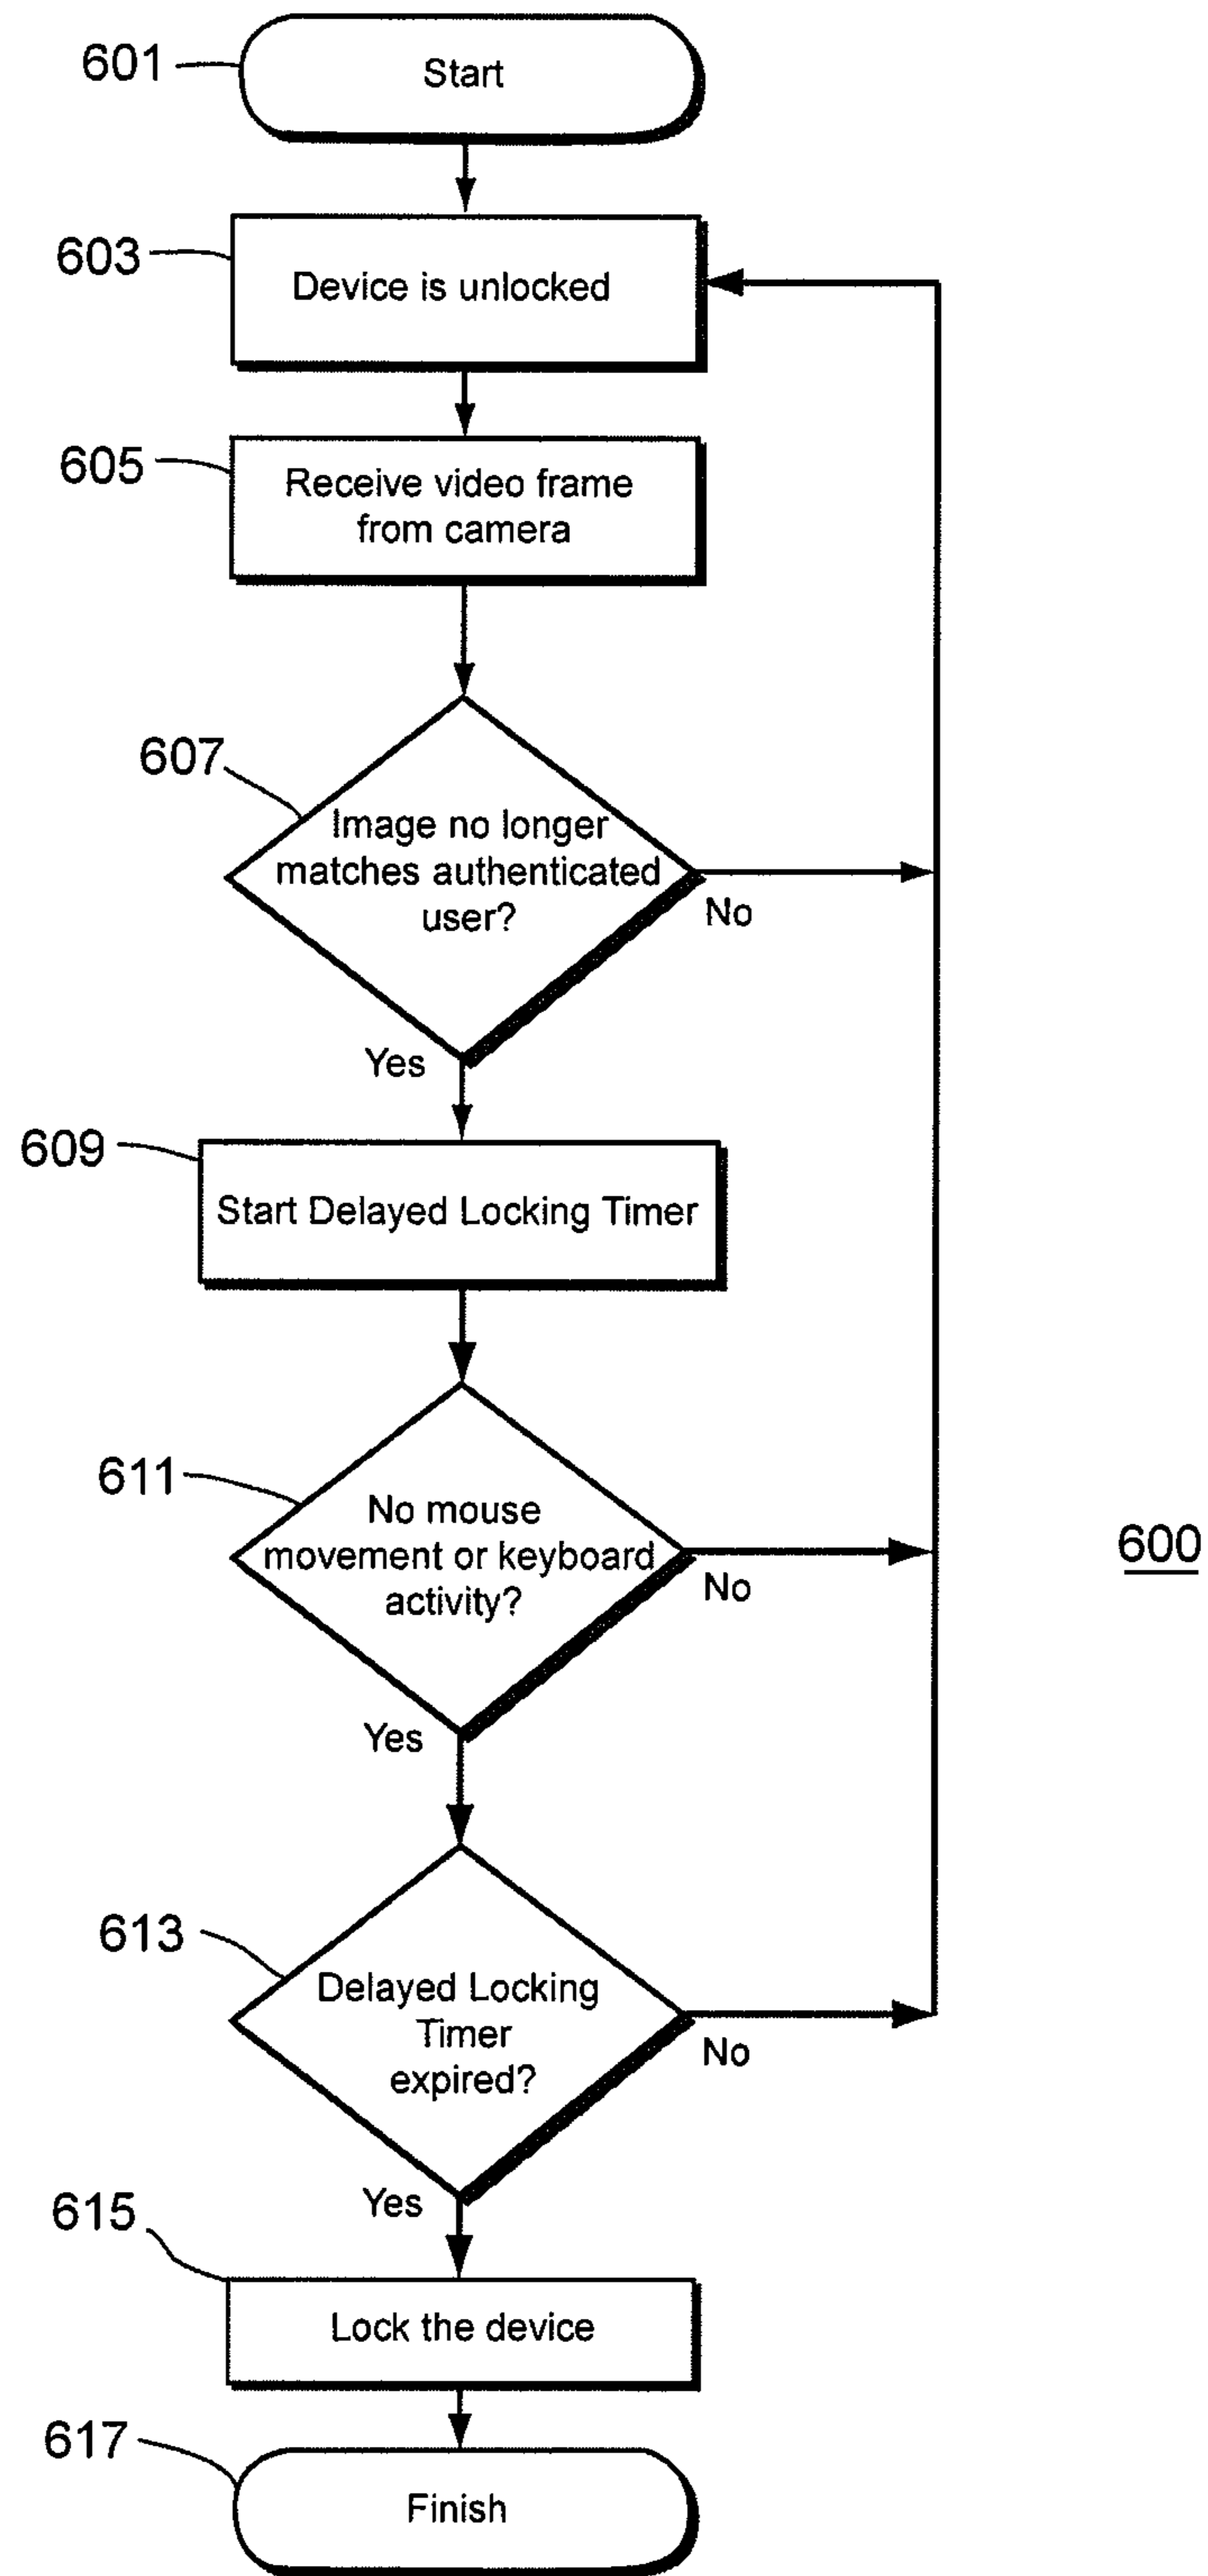 601
Start
603
Device is unlocked
605
Receive video frame
from camera
607
Image no longer
matches authenticated
user?
No
Yes
609
Start Delayed Locking Timer
611
No mouse
movement or keyboard
activity?
No
600
Yes
613
Delayed Locking
Timer
expired?
No
Yes
615
Lock the device
617
Finish